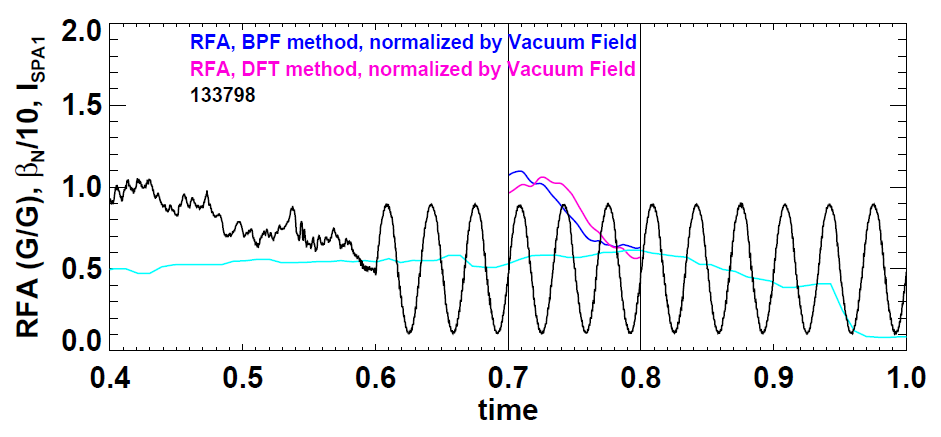 RFA, BPF method, normalized by Vacuum Field
RFA, DFT method, normalized by Vacuum Field
133798
RFA (G/G), βN/10, ISPA1
2.0
1.5
1.0
0.5
0.0
0.4 0.5 0.6 0.7 0.8 0.9 1.0
time